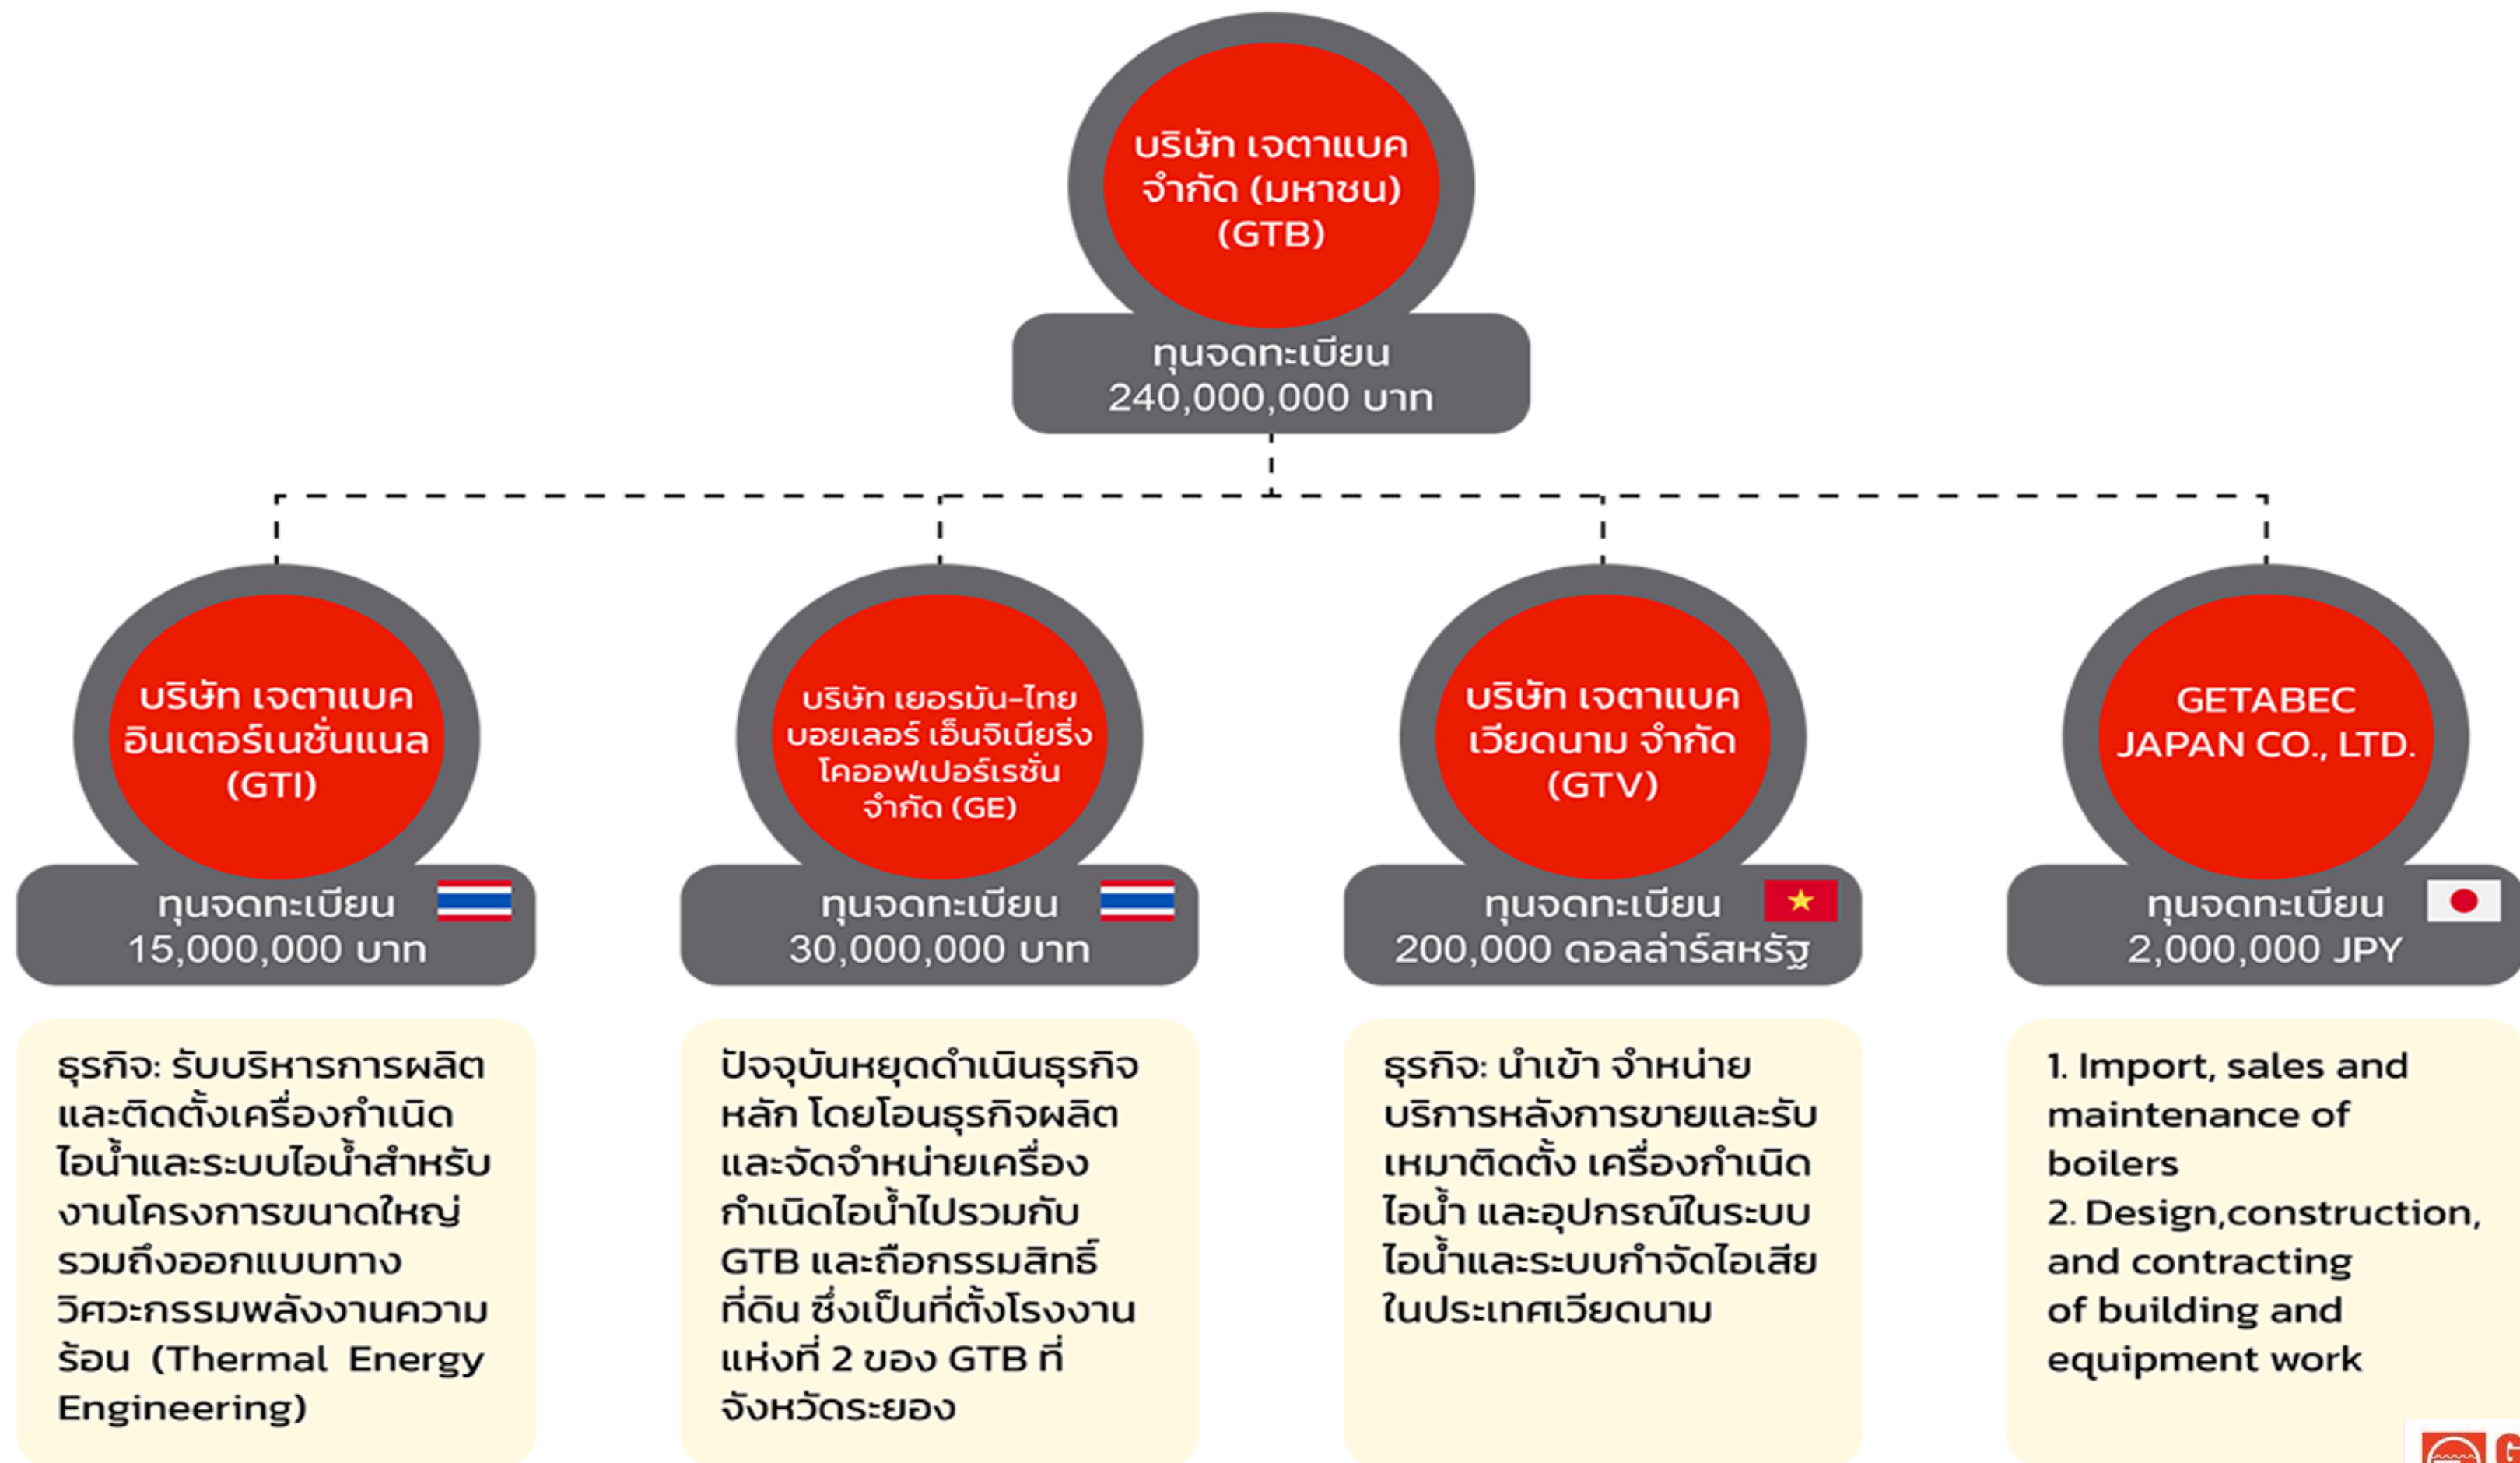 บริษัท เจตาแบค
จำกัด (มหาชน)
(GTB)
ทุนจดทะเบียน
240,000,000 บาท
บริษัท เจตาแบค
อินเตอร์เนชั่นแนล
(GTI)
ทุนจดทะเบียน
15,000,000 บาท
ธุรกิจ: รับบริหารการผลิต
และติดตั้งเครื่องกำเนิด
ไอน้ำและระบบไอน้ำสำหรับ
งานโครงการขนาดใหญ่
รวมถึงออกแบบทาง
วิศวะกรรมพลังงานความ
ร้อน (Thermal Energy
Engineering)
บริษัท เยอรมัน-ไทย
บอยเลอร์ เอ็นจิเนียริ่ง
โคออฟเปอร์เรชั่น
จำกัด (GE)
ทุนจดทะเบียน
30,000,000 บาท
ปัจจุบันหยุดดำเนินธุรกิจ
หลัก โดยโอนธุรกิจผลิต
และจัดจำหน่ายเครื่อง
กำเนิดไอน้ำไปรวมกับ
GTB และถือกรรมสิทธิ์
ที่ดิน ซึ่งเป็นที่ตั้งโรงงาน
แห่งที่ 2 ของ GTB ที่
จังหวัดระยอง
บริษัท เจตาแบค
เวียดนาม จำกัด
(GTV)
ทุนจดทะเบียน
200,000 ดอลล่าร์สหรัฐ
ธุรกิจ: นำเข้า จำหน่าย
บริการหลังการขายและรับ
เหมาติดตั้ง เครื่องกำเนิด
ไอน้ำ และอุปกรณ์ในระบบ
ไอน้ำและระบบกำจัดไอเสีย
ในประเทศเวียดนาม
GETABEC
JAPAN CO., LTD.
ทุนจดทะเบียน
2,000,000 JPY
1. Import, sales and
maintenance of
boilers
2. Design,construction,
and contracting
of building and
equipment work